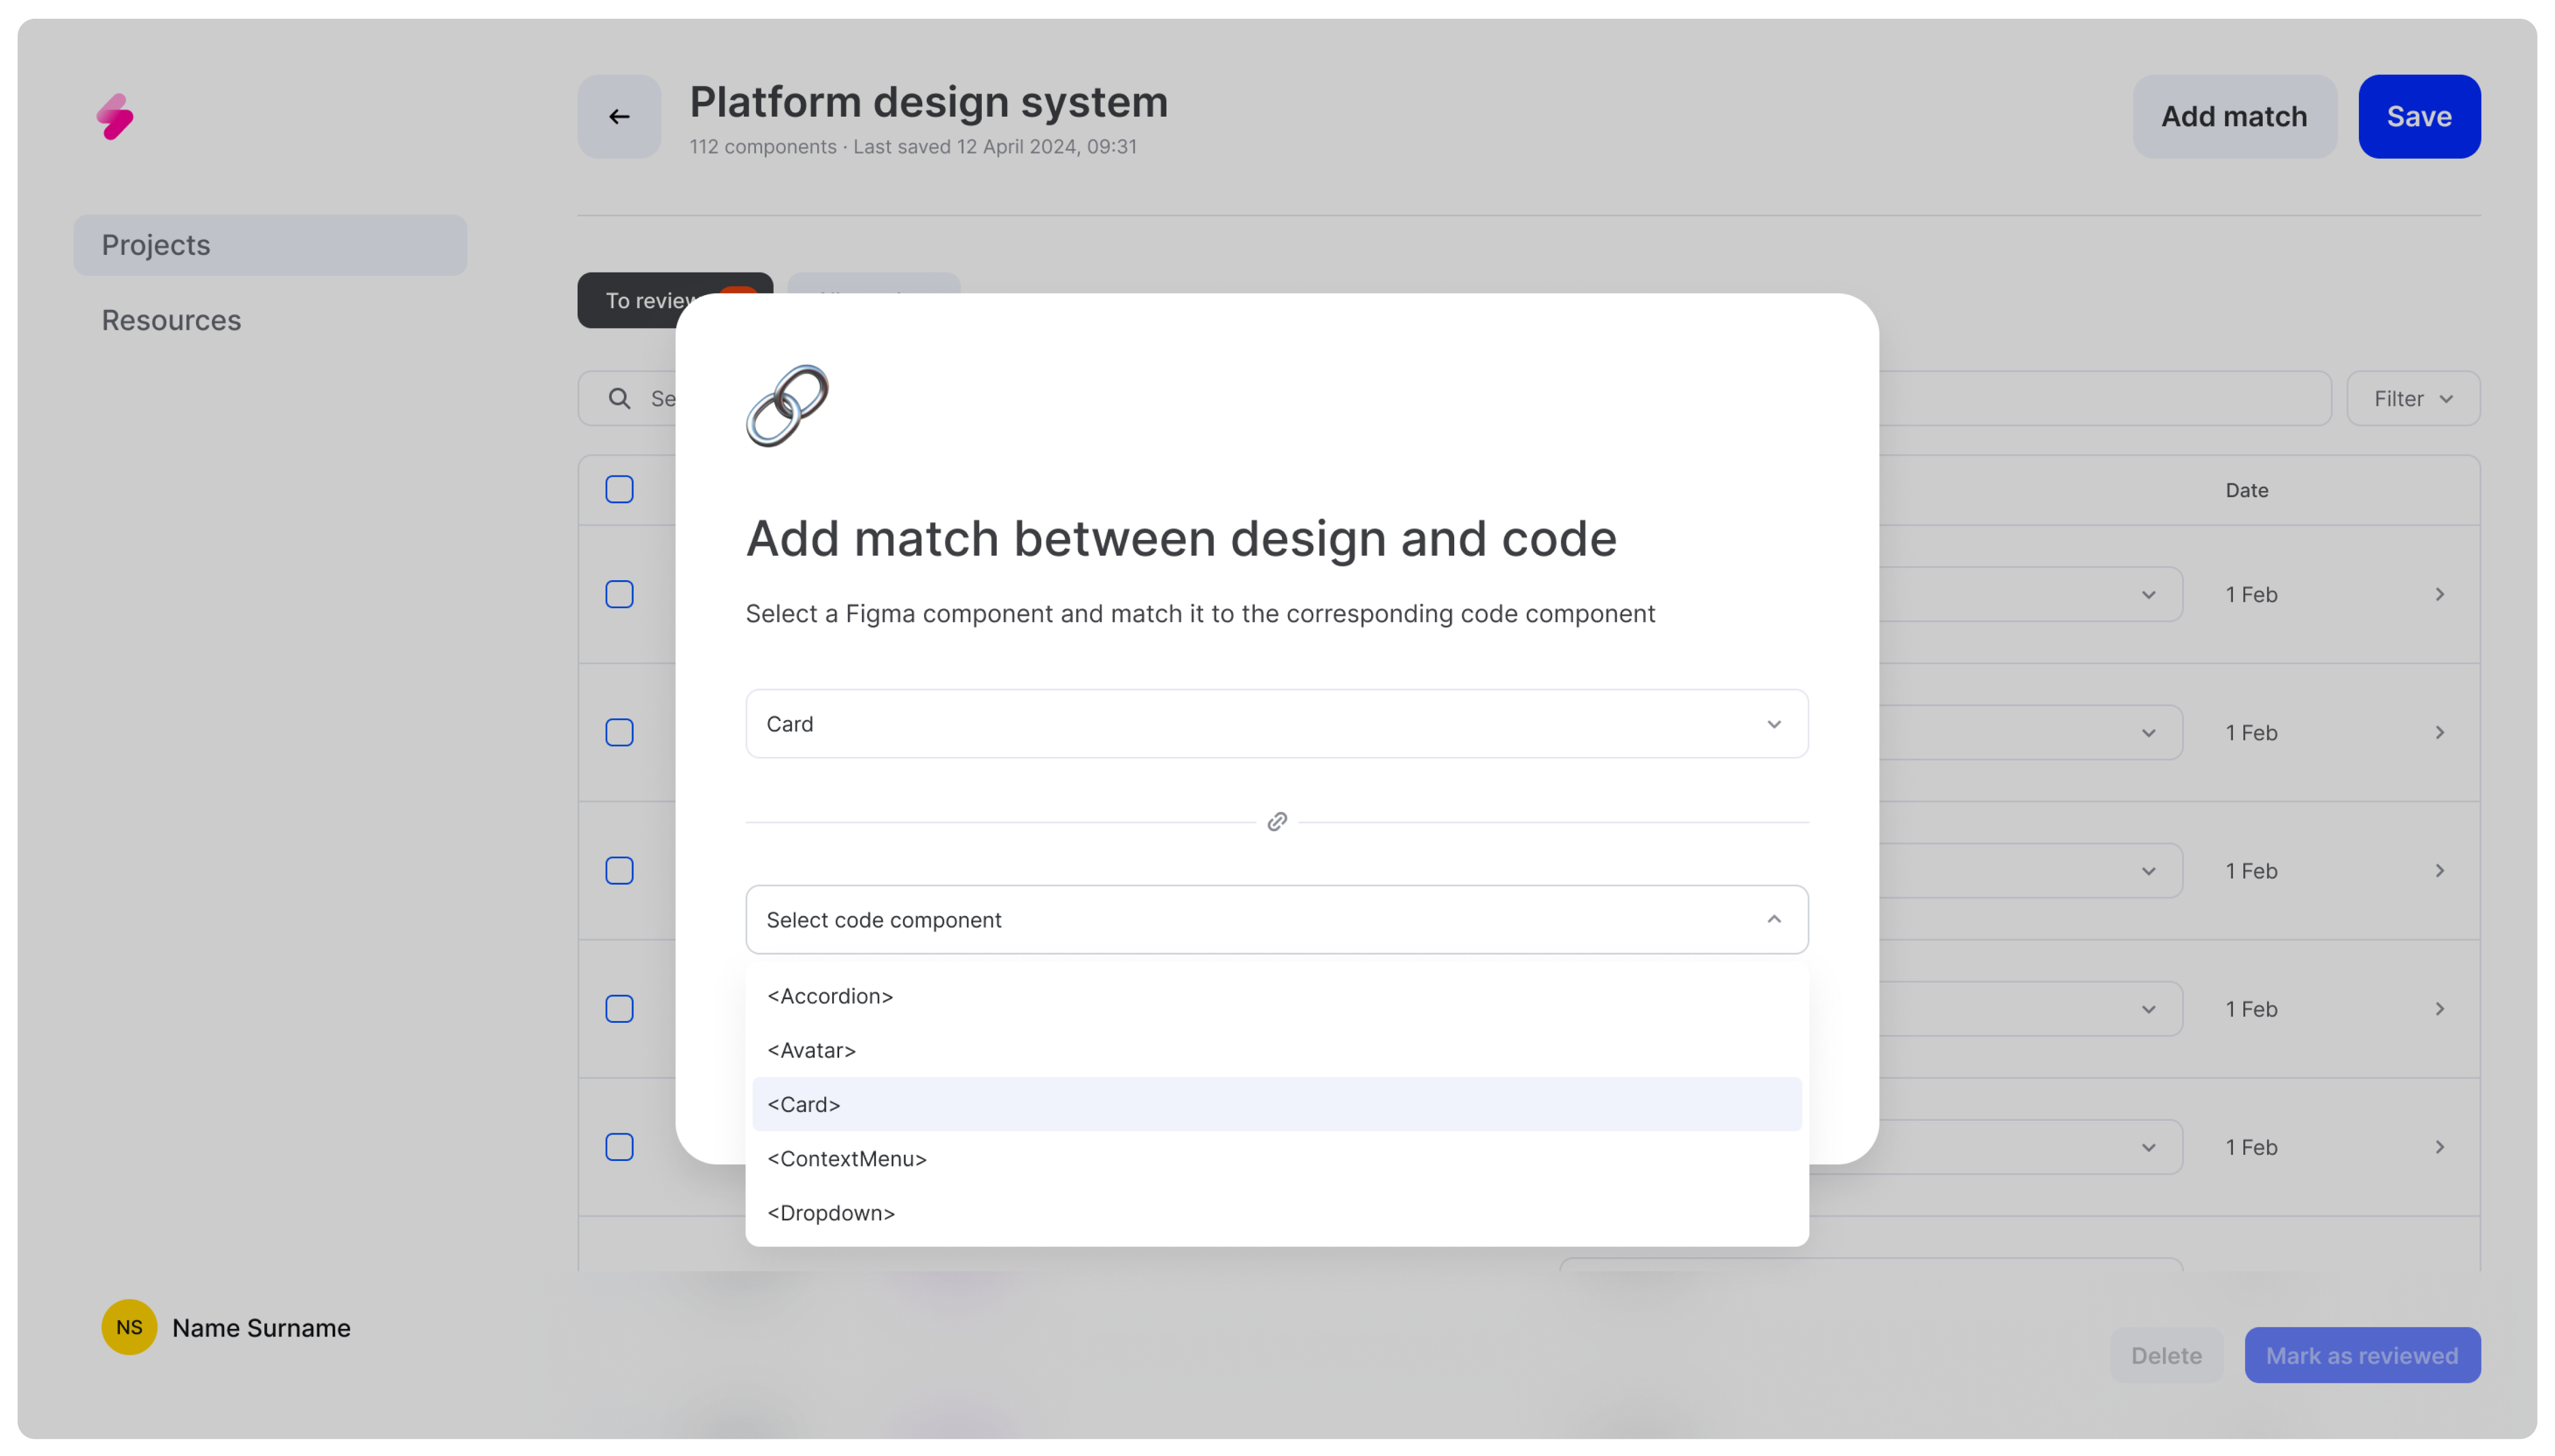 Platform design system
112 components · Last saved 12 April 2024, 09:31
Add match
Save
Projects
Resources
To review
Filter
Date
Add match between design and code
Select a Figma component and match it to the corresponding code component
Card
Select code component
<Accordion>
<Avatar>
<Card>
<ContextMenu>
<Dropdown>
1 Feb
1 Feb
1 Feb
1 Feb
1 Feb
NS
Name Surname
Delete
Mark as reviewed